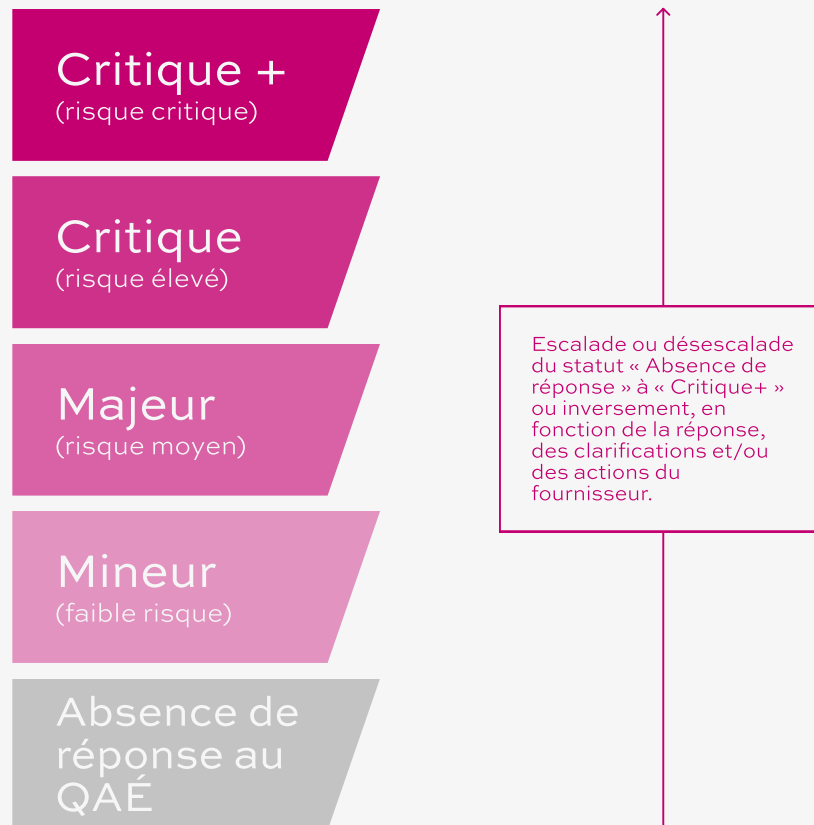 Critique +
(risque critique)
Critique
(risque élevé)
Majeur
(risque moyen)
Mineur
(faible risque)
Absence de
réponse au
QAÉ
Escalade ou désescalade
du statut « Absence de
réponse » à « Critique+ »
ou inversement, en
fonction de la réponse,
des clarifications et/ou
des actions du
fournisseur.